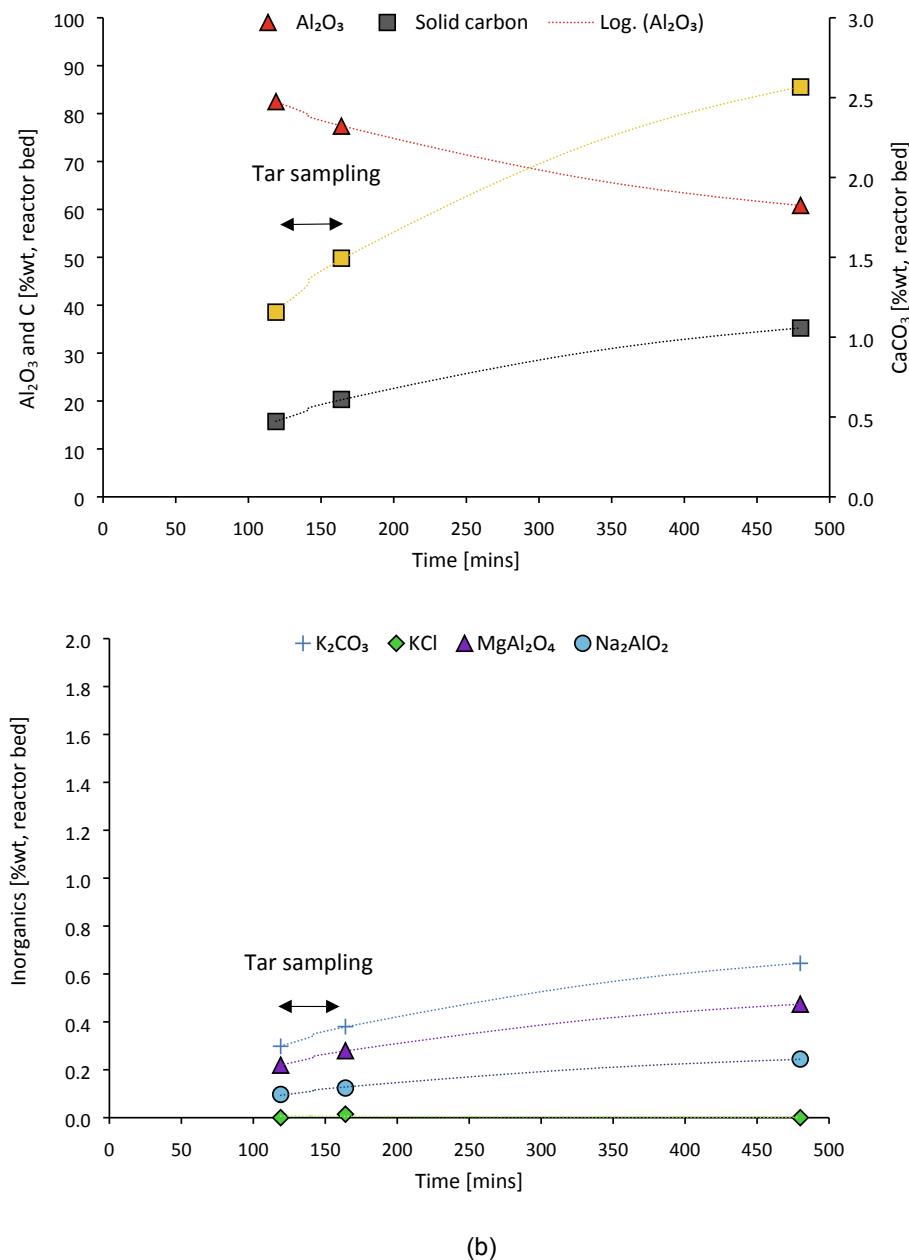 Al₂O₃ Solid carbon Log. (Al₂O₃)
Al₂O₃ and C [%wt, reactor bed]
100
90
80
70
60
50
40
30
20
10
0
Tar sampling
3.0
2.5
2.0
1.5
1.0
0.5
0.0
CaCO₃ [%wt, reactor bed]
0 50 100 150 200 250 300 350 400 450 500
Time [mins]
K₂CO₃ KCl MgAl₂O₄ Na₂AlO₂
Inorganics [%wt, reactor bed]
2.0
1.8
1.6
1.4
1.2
1.0
0.8
0.6
0.4
0.2
0.0
Tar sampling
0 50 100 150 200 250 300 350 400 450 500
Time [mins]
(b)